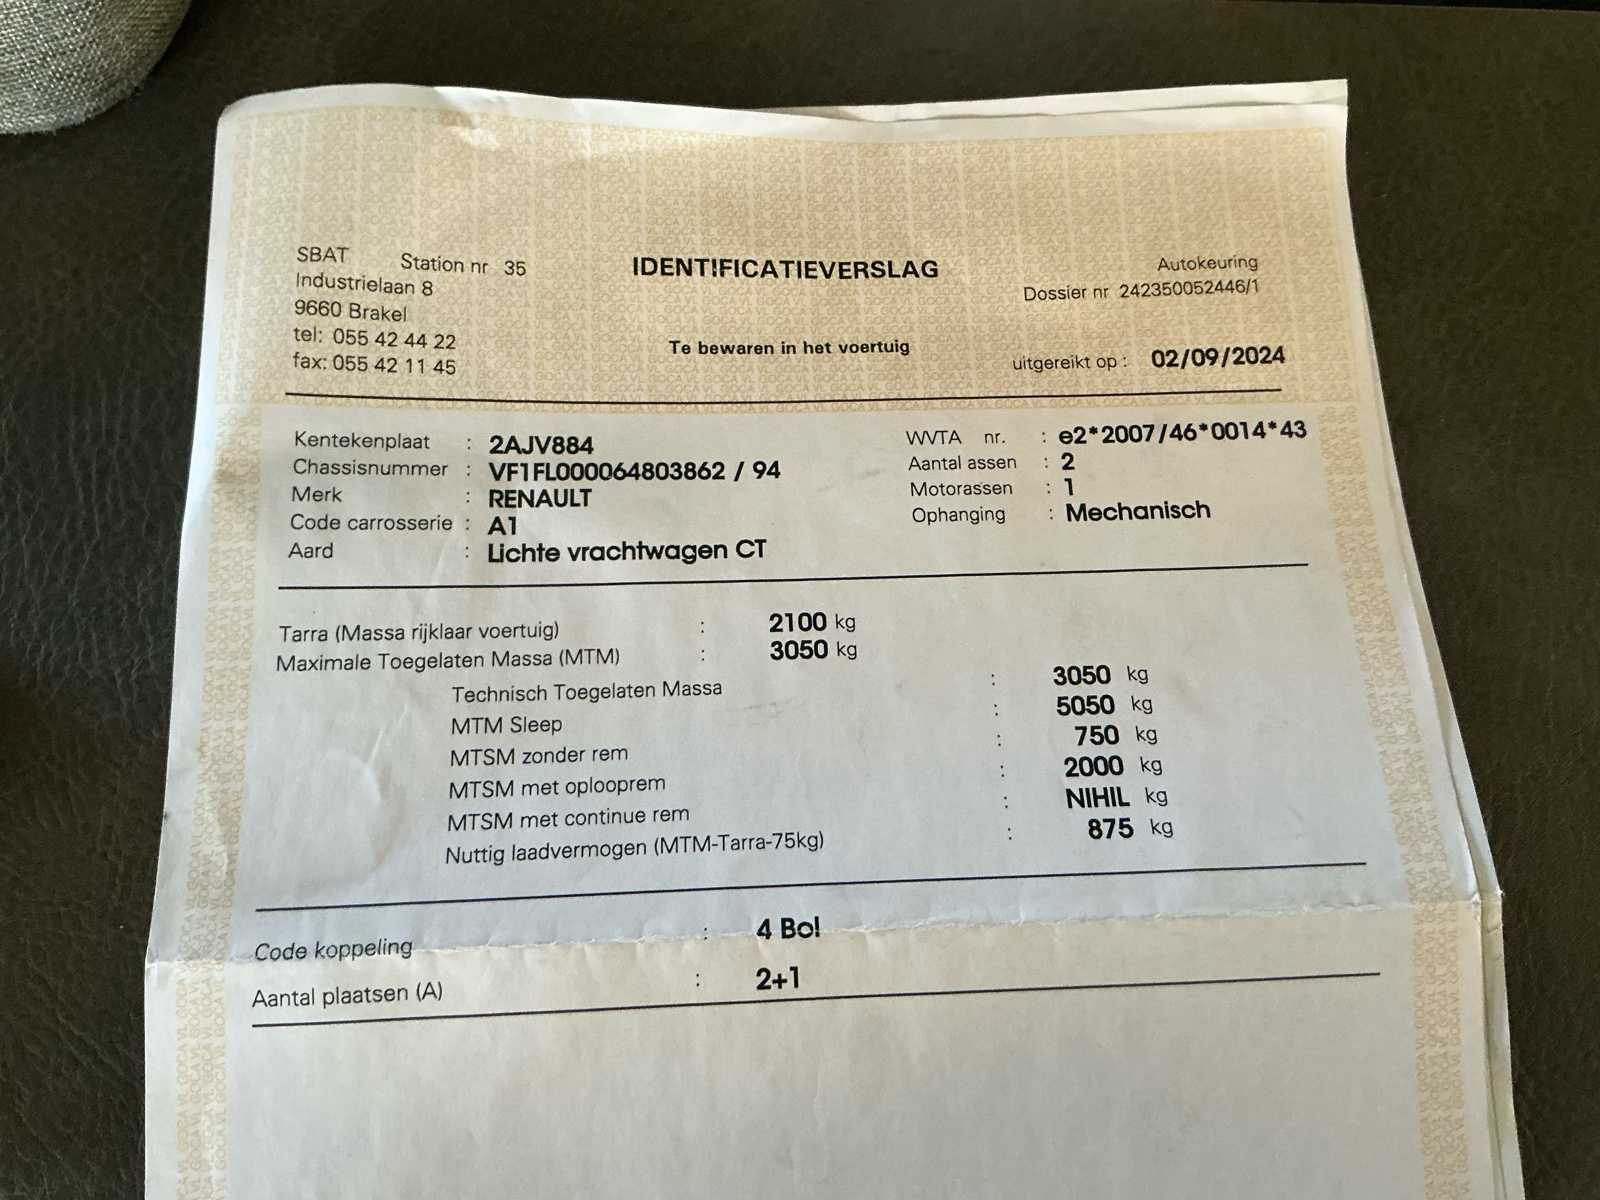 SBAT Station nr 35
Industrielaan 8
9660 Brakel
tel: 055 42 44 22
fax: 055 42 11 45
IDENTIFICATIEVERSLAG
Te bewaren in het voertuig
Autokeuring
Dossier nr 242350052446/1
uitgereikt op : 02/09/2024
Kentekenplaat : 2AJV884
Chassisnummer : VF1FL000064803862 / 94
Merk : RENAULT
Code carrosserie : A1
Aard : Lichte vrachtwagen CT
WVTA nr. : e2*2007/46*0014*43
Aantal assen : 2
Motorassen : 1
Ophanging : Mechanisch
Tarra (Massa rijklaar voertuig) : 2100 kg
Maximale Toegelaten Massa (MTM) : 3050 kg
Technisch Toegelaten Massa : 3050 kg
MTM Sleep : 5050 kg
MTSM zonder rem : 750 kg
MTSM met oplooprem : 2000 kg
MTSM met continue rem : NIHIL kg
Nuttig laadvermogen (MTM-Tarra-75kg) : 875 kg
Code koppeling : 4 Bol
Aantal plaatsen (A) : 2+1